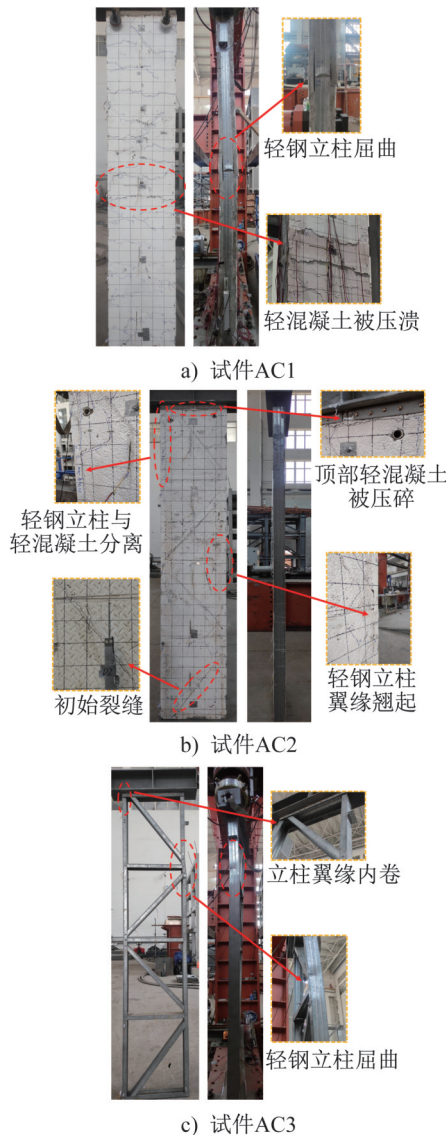 轻钢立柱屈曲
轻混凝土被压溃
a) 试件AC1
轻钢立柱与
轻混凝土分离
顶部轻混凝土
被压碎
初始裂缝
轻钢立柱
翼缘翘起
b) 试件AC2
立柱翼缘内卷
轻钢立柱屈曲
c) 试件AC3